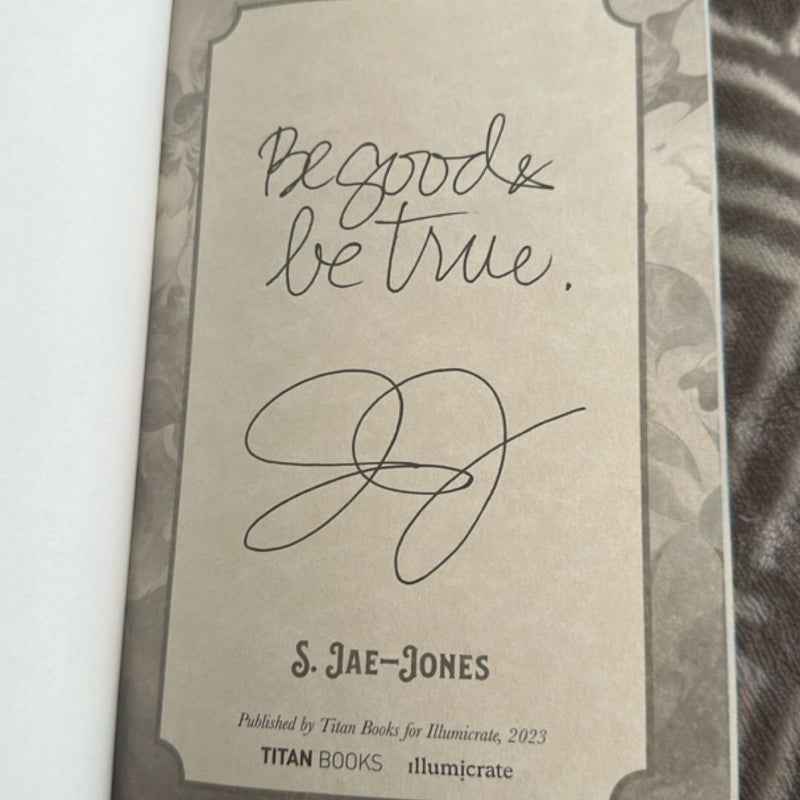 Be good &
be true.
S. JAE-JONES
Published by Titan Books for Illumicrate, 2023
TITAN BOOKS illumicrate